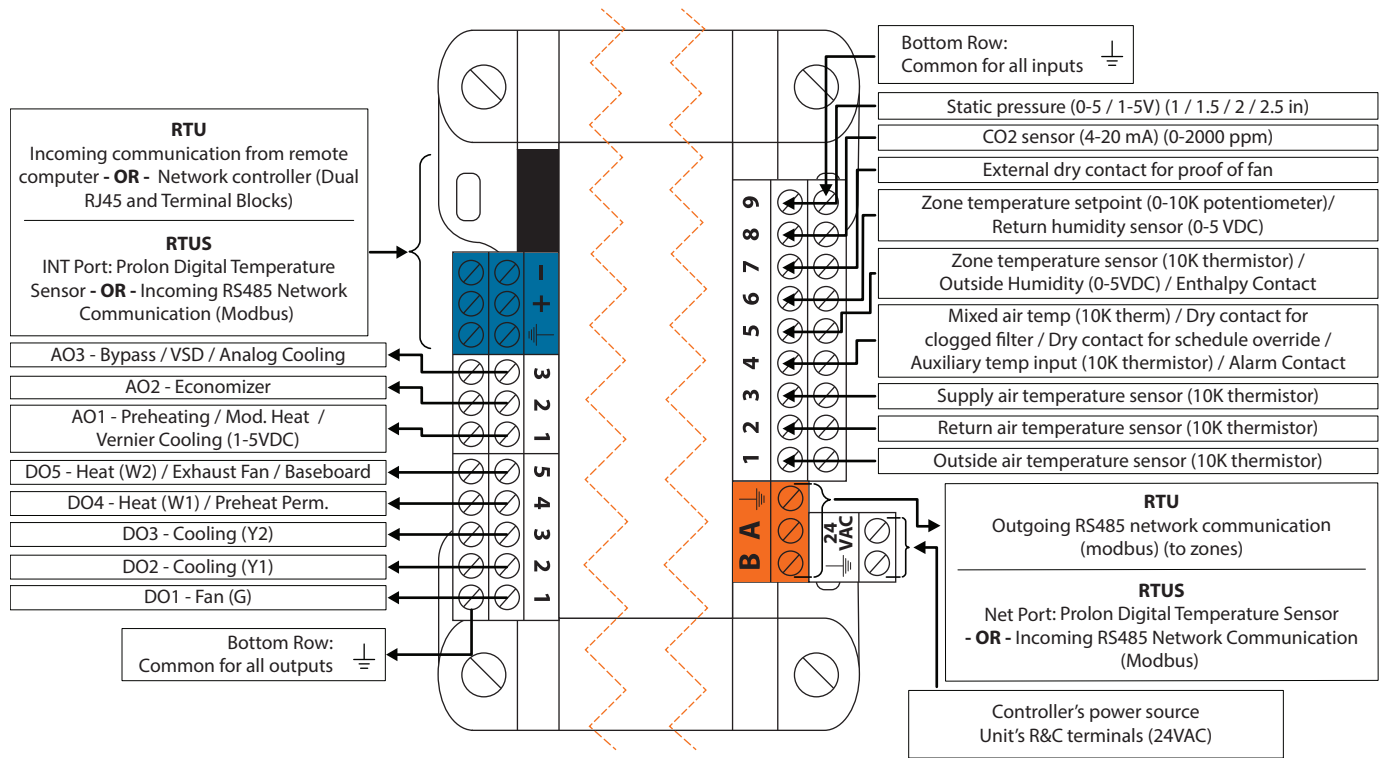 RTU
Incoming communication from remote
computer - OR - Network controller (Dual
RJ45 and Terminal Blocks)
RTUS
INT Port: Prolon Digital Temperature
Sensor - OR - Incoming RS485 Network
Communication (Modbus)
AO3 - Bypass / VSD / Analog Cooling
AO2 - Economizer
AO1 - Preheating / Mod. Heat /
Vernier Cooling (1-5VDC)
DO5 - Heat (W2) / Exhaust Fan / Baseboard
DO4 - Heat (W1) / Preheat Perm.
DO3 - Cooling (Y2)
DO2 - Cooling (Y1)
DO1 - Fan (G)
Bottom Row:
Common for all outputs
-
+
3
2
1
5
4
3
2
1
9
8
7
6
5
4
3
2
1
A
B
24
VAC
Bottom Row:
Common for all inputs
Static pressure (0-5 / 1-5V) (1 / 1.5 / 2 / 2.5 in)
CO2 sensor (4-20 mA) (0-2000 ppm)
External dry contact for proof of fan
Zone temperature setpoint (0-10K potentiometer)/
Return humidity sensor (0-5 VDC)
Zone temperature sensor (10K thermistor) /
Outside Humidity (0-5VDC) / Enthalpy Contact
Mixed air temp (10K therm) / Dry contact for
clogged filter / Dry contact for schedule override /
Auxiliary temp input (10K thermistor) / Alarm Contact
Supply air temperature sensor (10K thermistor)
Return air temperature sensor (10K thermistor)
Outside air temperature sensor (10K thermistor)
RTU
Outgoing RS485 network communication
(modbus) (to zones)
RTUS
Net Port: Prolon Digital Temperature Sensor
- OR - Incoming RS485 Network Communication
(Modbus)
Controller's power source
Unit's R&C terminals (24VAC)